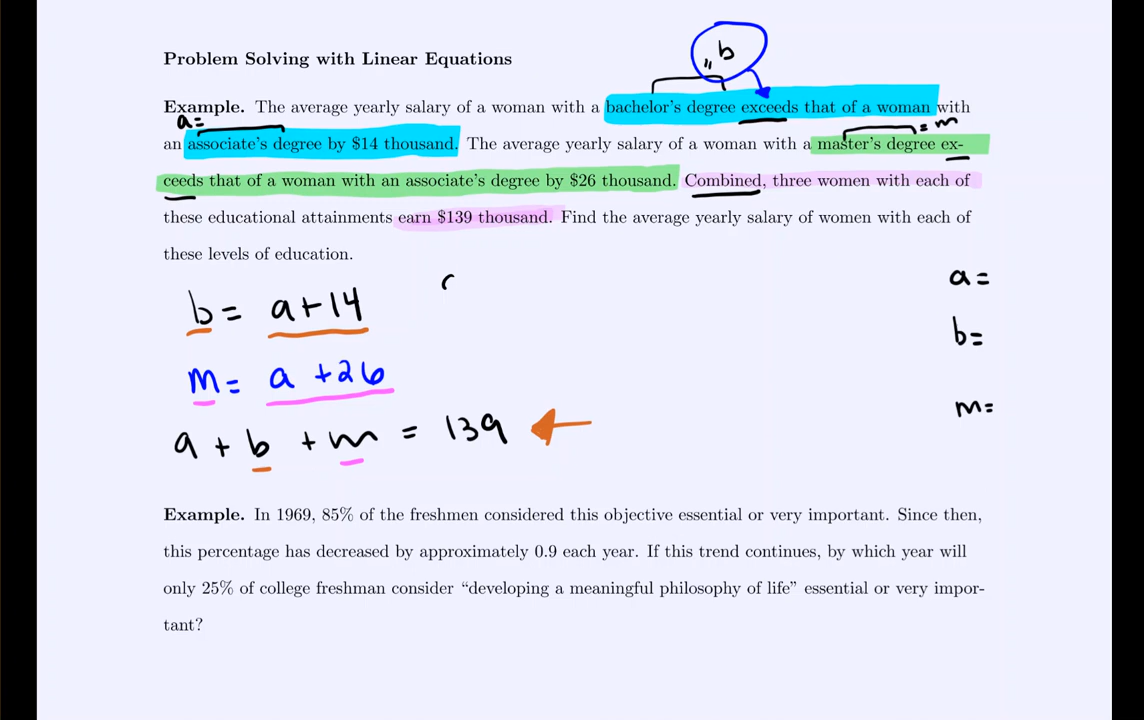 Problem Solving with Linear Equations
" b
Example. The average yearly salary of a woman with a bachelor's degree exceeds that of a woman with
a= = m
an associate's degree by $14 thousand. The average yearly salary of a woman with a master's degree ex-
ceeds that of a woman with an associate's degree by $26 thousand. Combined, three women with each of
these educational attainments earn $139 thousand. Find the average yearly salary of women with each of
these levels of education.
a=
b = a+14
b=
m = a +26
m=
a + b + m = 139
Example. In 1969, 85% of the freshmen considered this objective essential or very important. Since then,
this percentage has decreased by approximately 0.9 each year. If this trend continues, by which year will
only 25% of college freshman consider “developing a meaningful philosophy of life” essential or very impor-
tant?